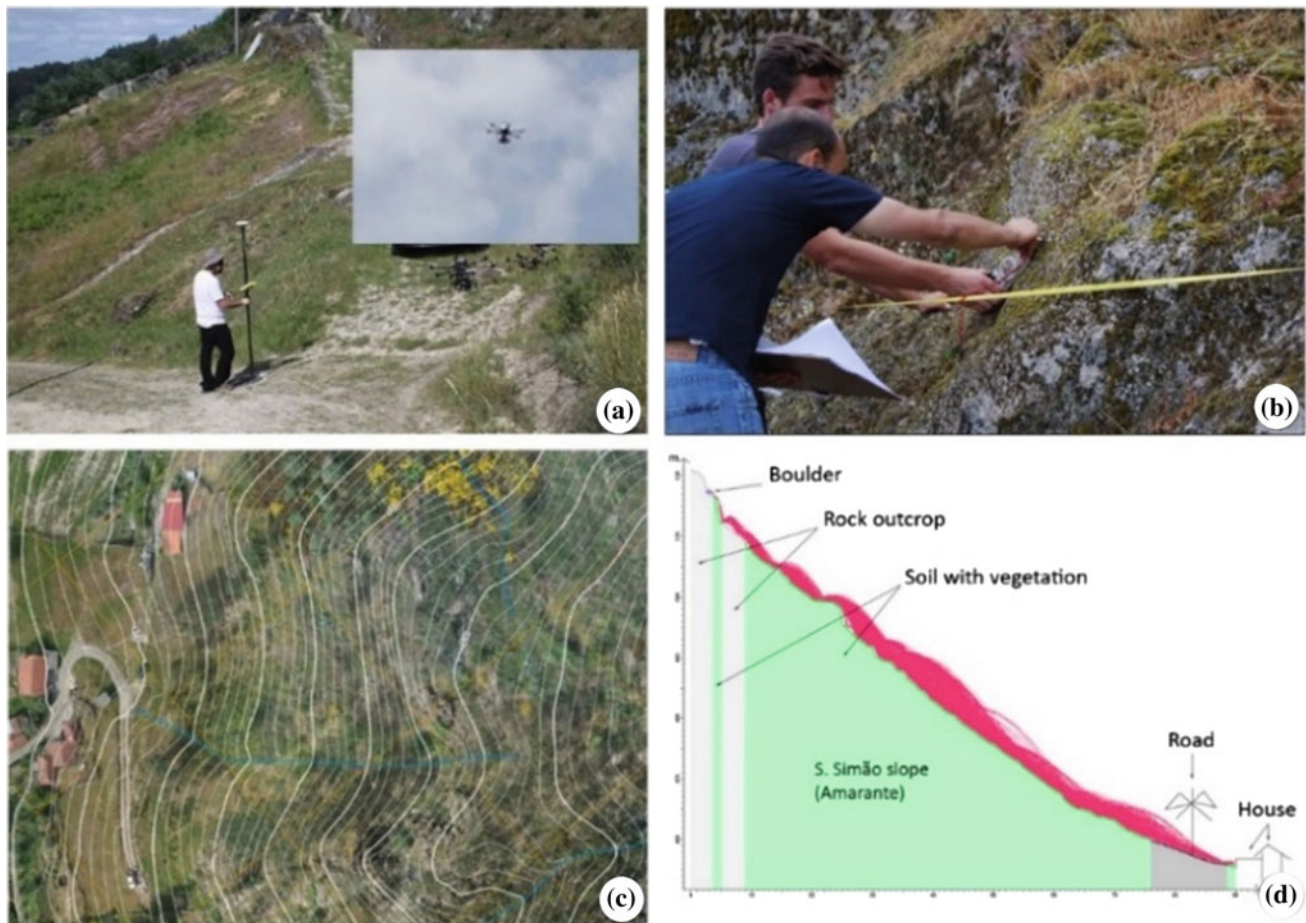 (a)
(b)
(c)
m.
Boulder
Rock outcrop
Soil with vegetation
S. Simão slope
(Amarante)
Road
House
(d)